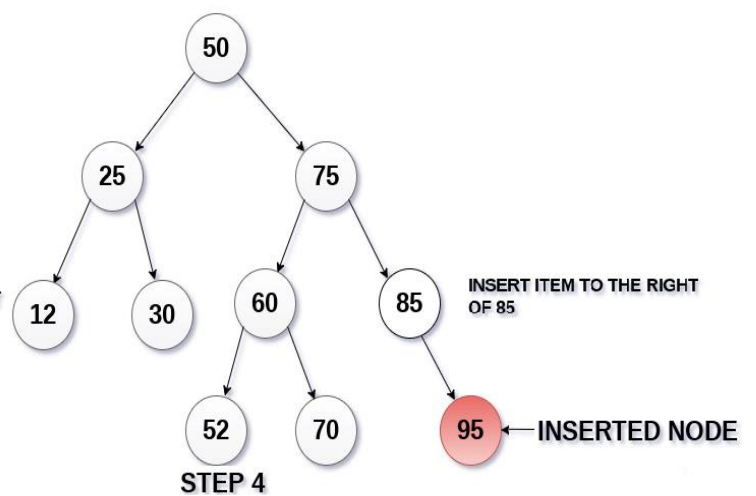 50
25
75
12
30
60
85
INSERT ITEM TO THE RIGHT
OF 85
52
70
95
INSERTED NODE
STEP 4